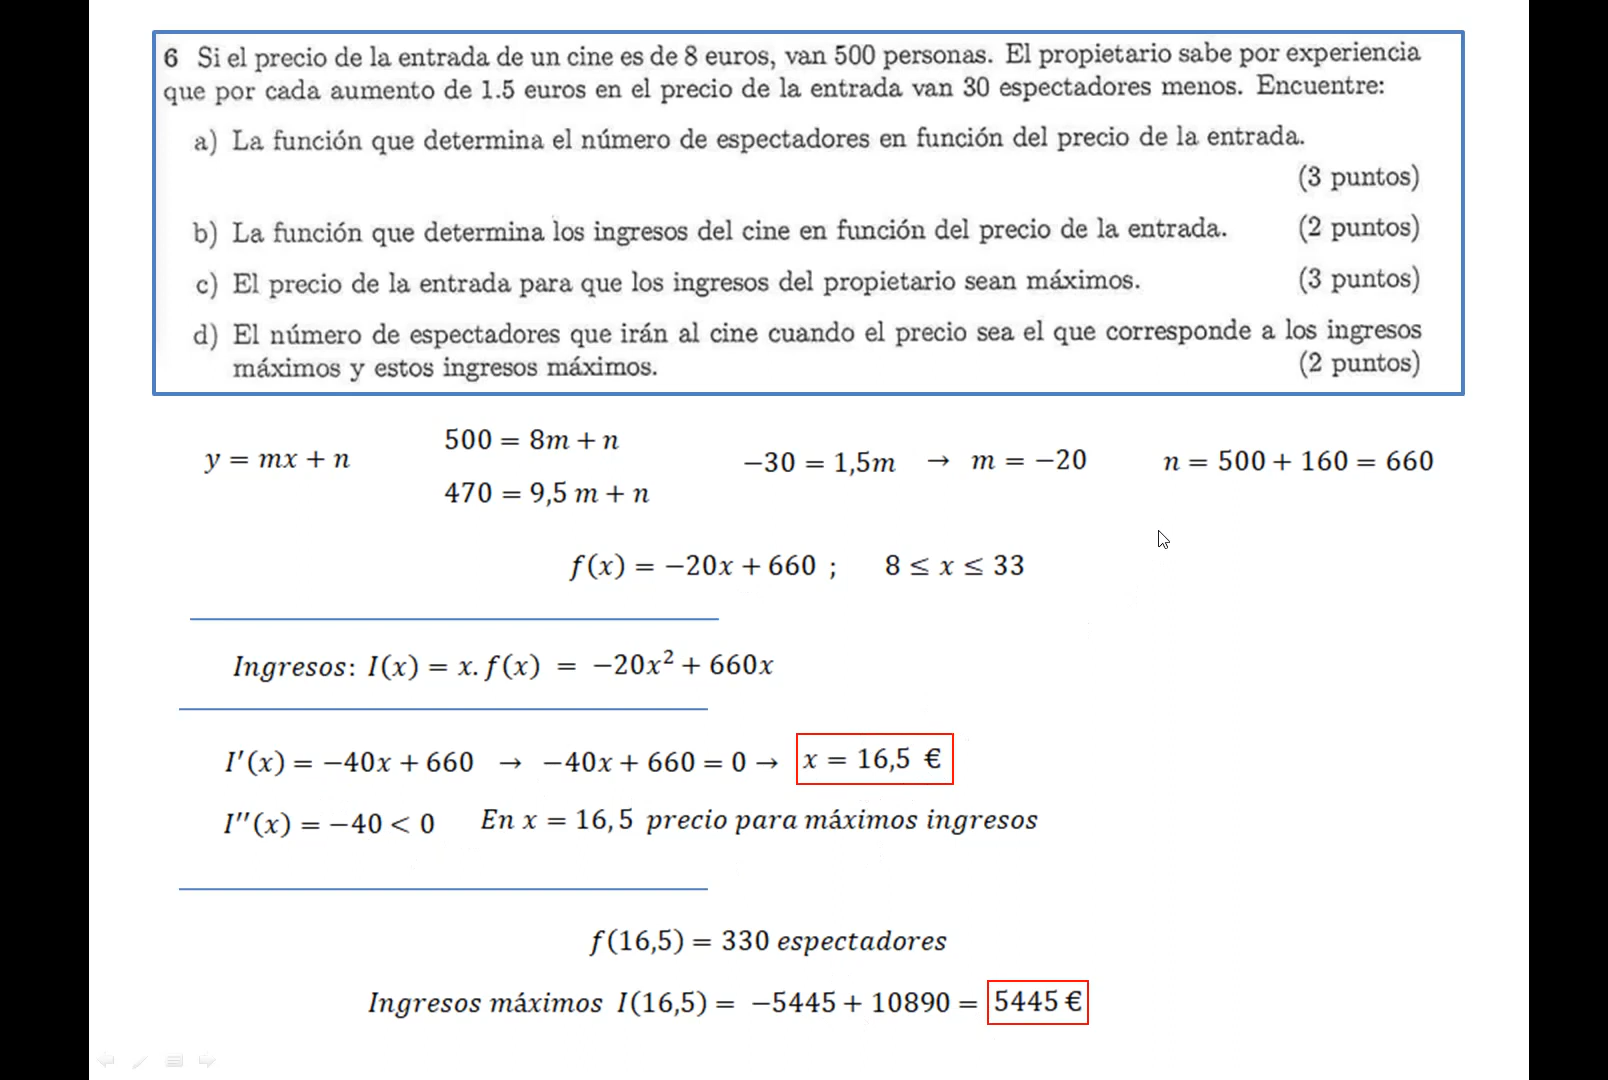 6 Si el precio de la entrada de un cine es de 8 euros, van 500 personas. El propietario sabe por experiencia
que por cada aumento de 1.5 euros en el precio de la entrada van 30 espectadores menos. Encuentre:
a) La función que determina el número de espectadores en función del precio de la entrada.
(3 puntos)
b) La función que determina los ingresos del cine en función del precio de la entrada. (2 puntos)
c) El precio de la entrada para que los ingresos del propietario sean máximos. (3 puntos)
d) El número de espectadores que irán al cine cuando el precio sea el que corresponde a los ingresos
máximos y estos ingresos máximos. (2 puntos)
y = mx + n
500 = 8m + n
470 = 9,5 m + n
−30 = 1,5m → m = −20
n = 500 + 160 = 660
f(x) = −20x + 660 ; 8 ≤ x ≤ 33
Ingresos: I(x) = x. f(x) = −20x² + 660x
I′(x) = −40x + 660 → −40x + 660 = 0 → x = 16,5 €
I′′(x) = −40 < 0 En x = 16,5 precio para máximos ingresos
f(16,5) = 330 espectadores
Ingresos máximos I(16,5) = −5445 + 10890 = 5445 €